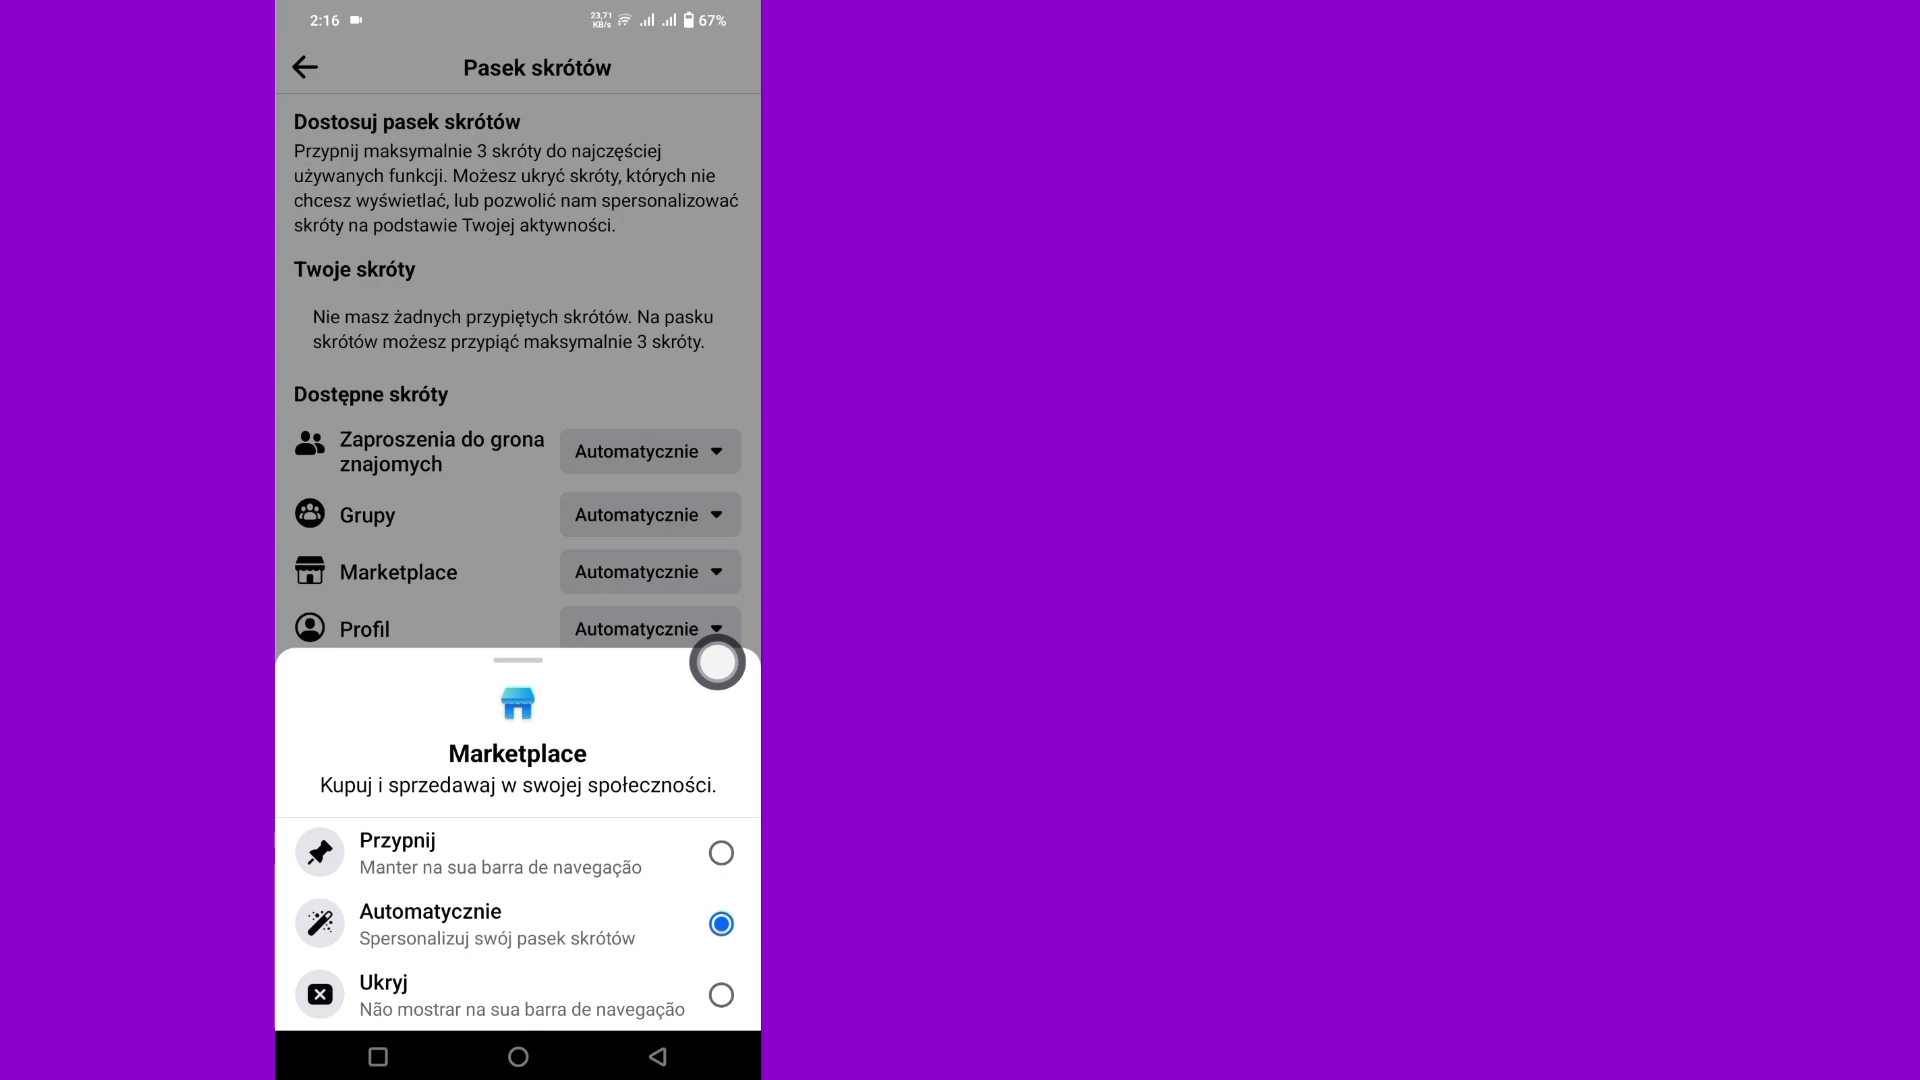 2:16
23,71
KB/s
67%
Pasek skrótów
Dostosuj pasek skrótów
Przypnij maksymalnie 3 skróty do najczęściej
używanych funkcji. Możesz ukryć skróty, których nie
chcesz wyświetlać, lub pozwolić nam spersonalizować
skróty na podstawie Twojej aktywności.
Twoje skróty
Nie masz żadnych przypiętych skrótów. Na pasku
skrótów możesz przypiąć maksymalnie 3 skróty.
Dostępne skróty
Zaproszenia do grona
znajomych
Automatycznie
Grupy
Automatycznie
Marketplace
Automatycznie
Profil
Automatycznie
Marketplace
Kupuj i sprzedawaj w swojej społeczności.
Przypnij
Manter na sua barra de navegação
Automatycznie
Spersonalizuj swój pasek skrótów
Ukryj
Não mostrar na sua barra de navegação